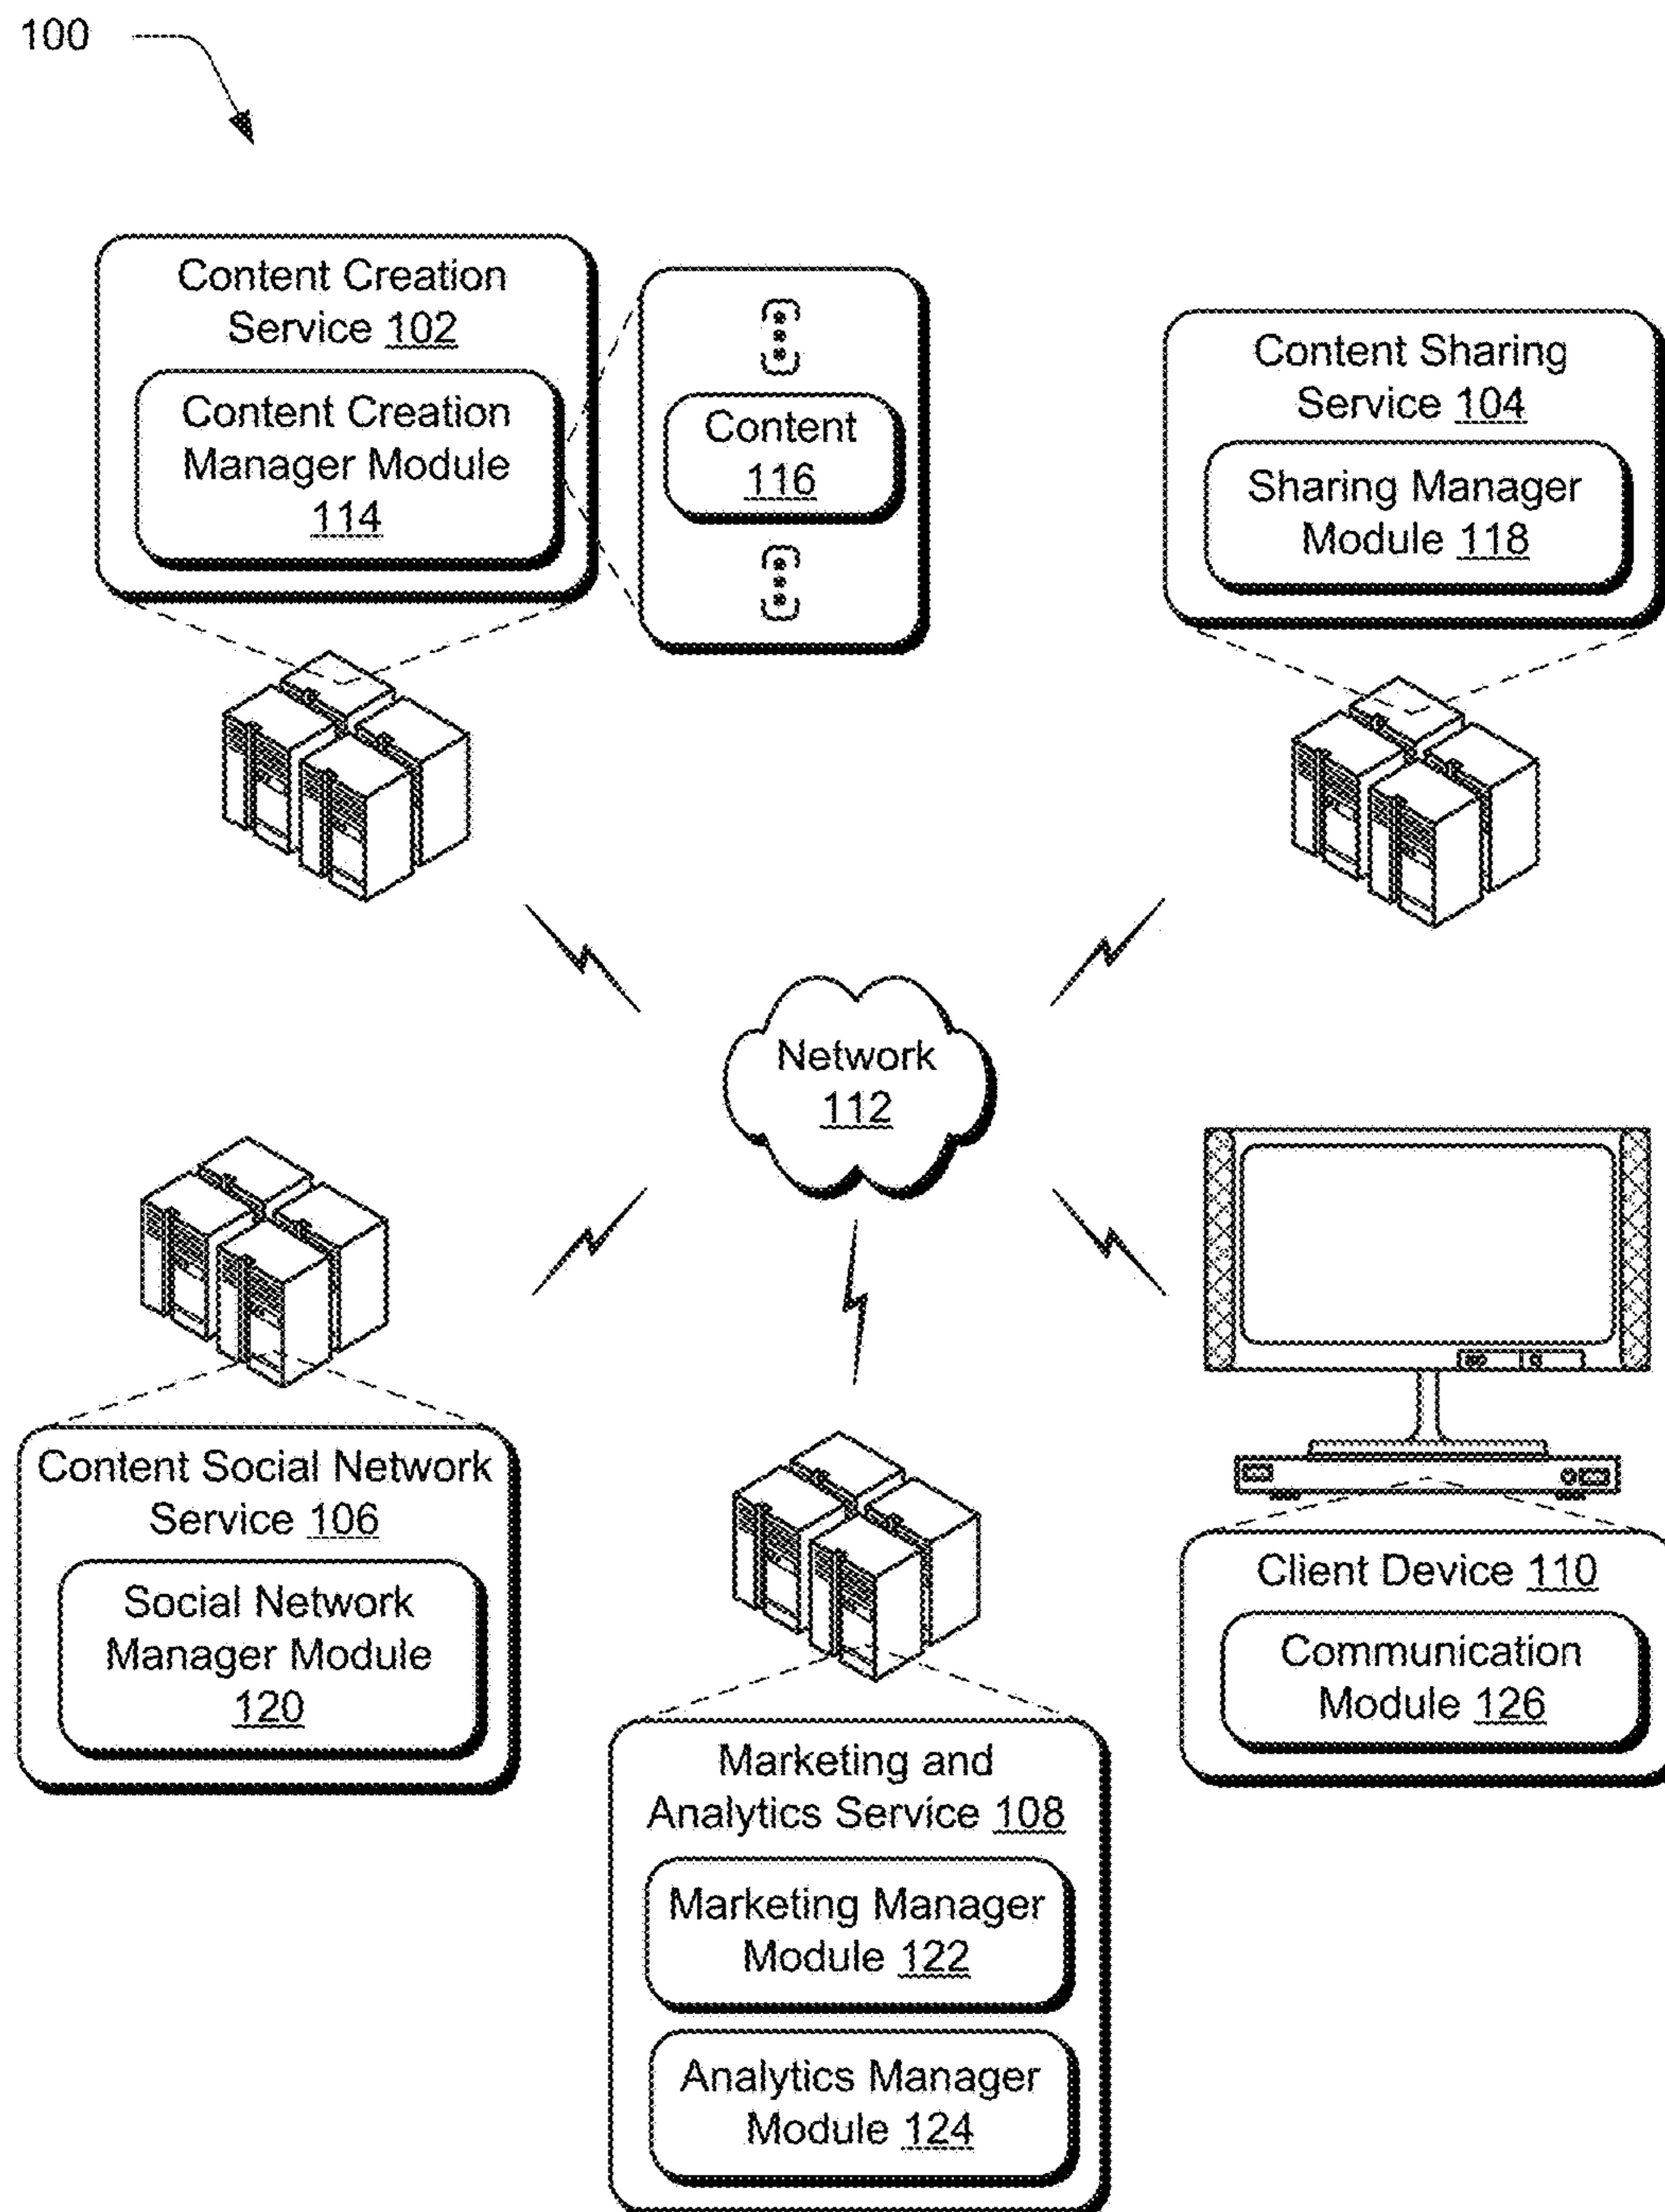 100
Content Creation
Service 102
Content Creation
Manager Module
114
Content
116
Content Sharing
Service 104
Sharing Manager
Module 118
Network
112
Content Social Network
Service 106
Social Network
Manager Module
120
Client Device 110
Communication
Module 126
Marketing and
Analytics Service 108
Marketing Manager
Module 122
Analytics Manager
Module 124